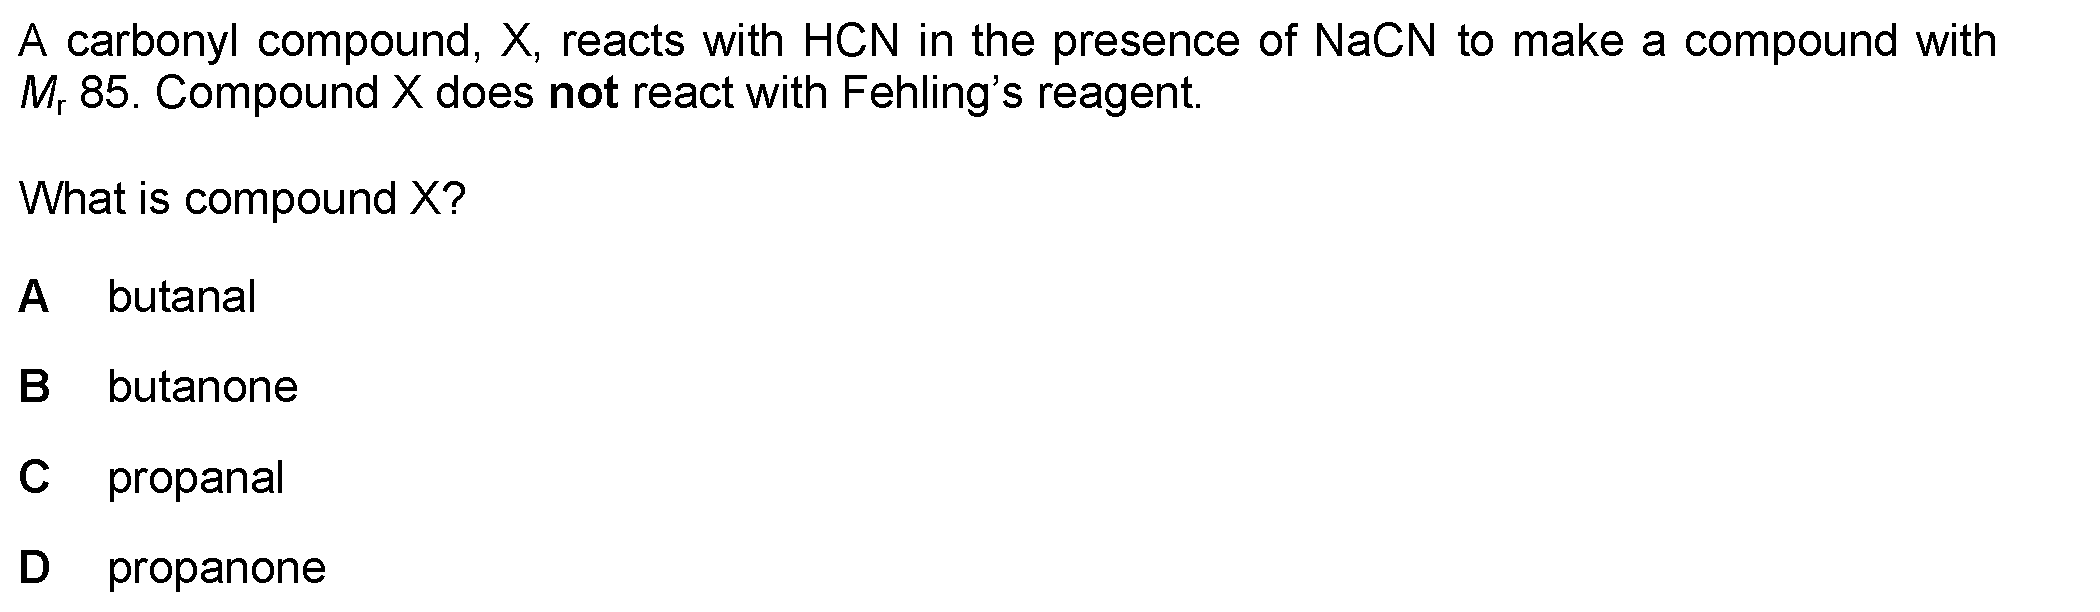 A carbonyl compound, X, reacts with HCN in the presence of NaCN to make a compound with
Mr 85. Compound X does not react with Fehling’s reagent.
What is compound X?
A butanal
B butanone
C propanal
D propanone